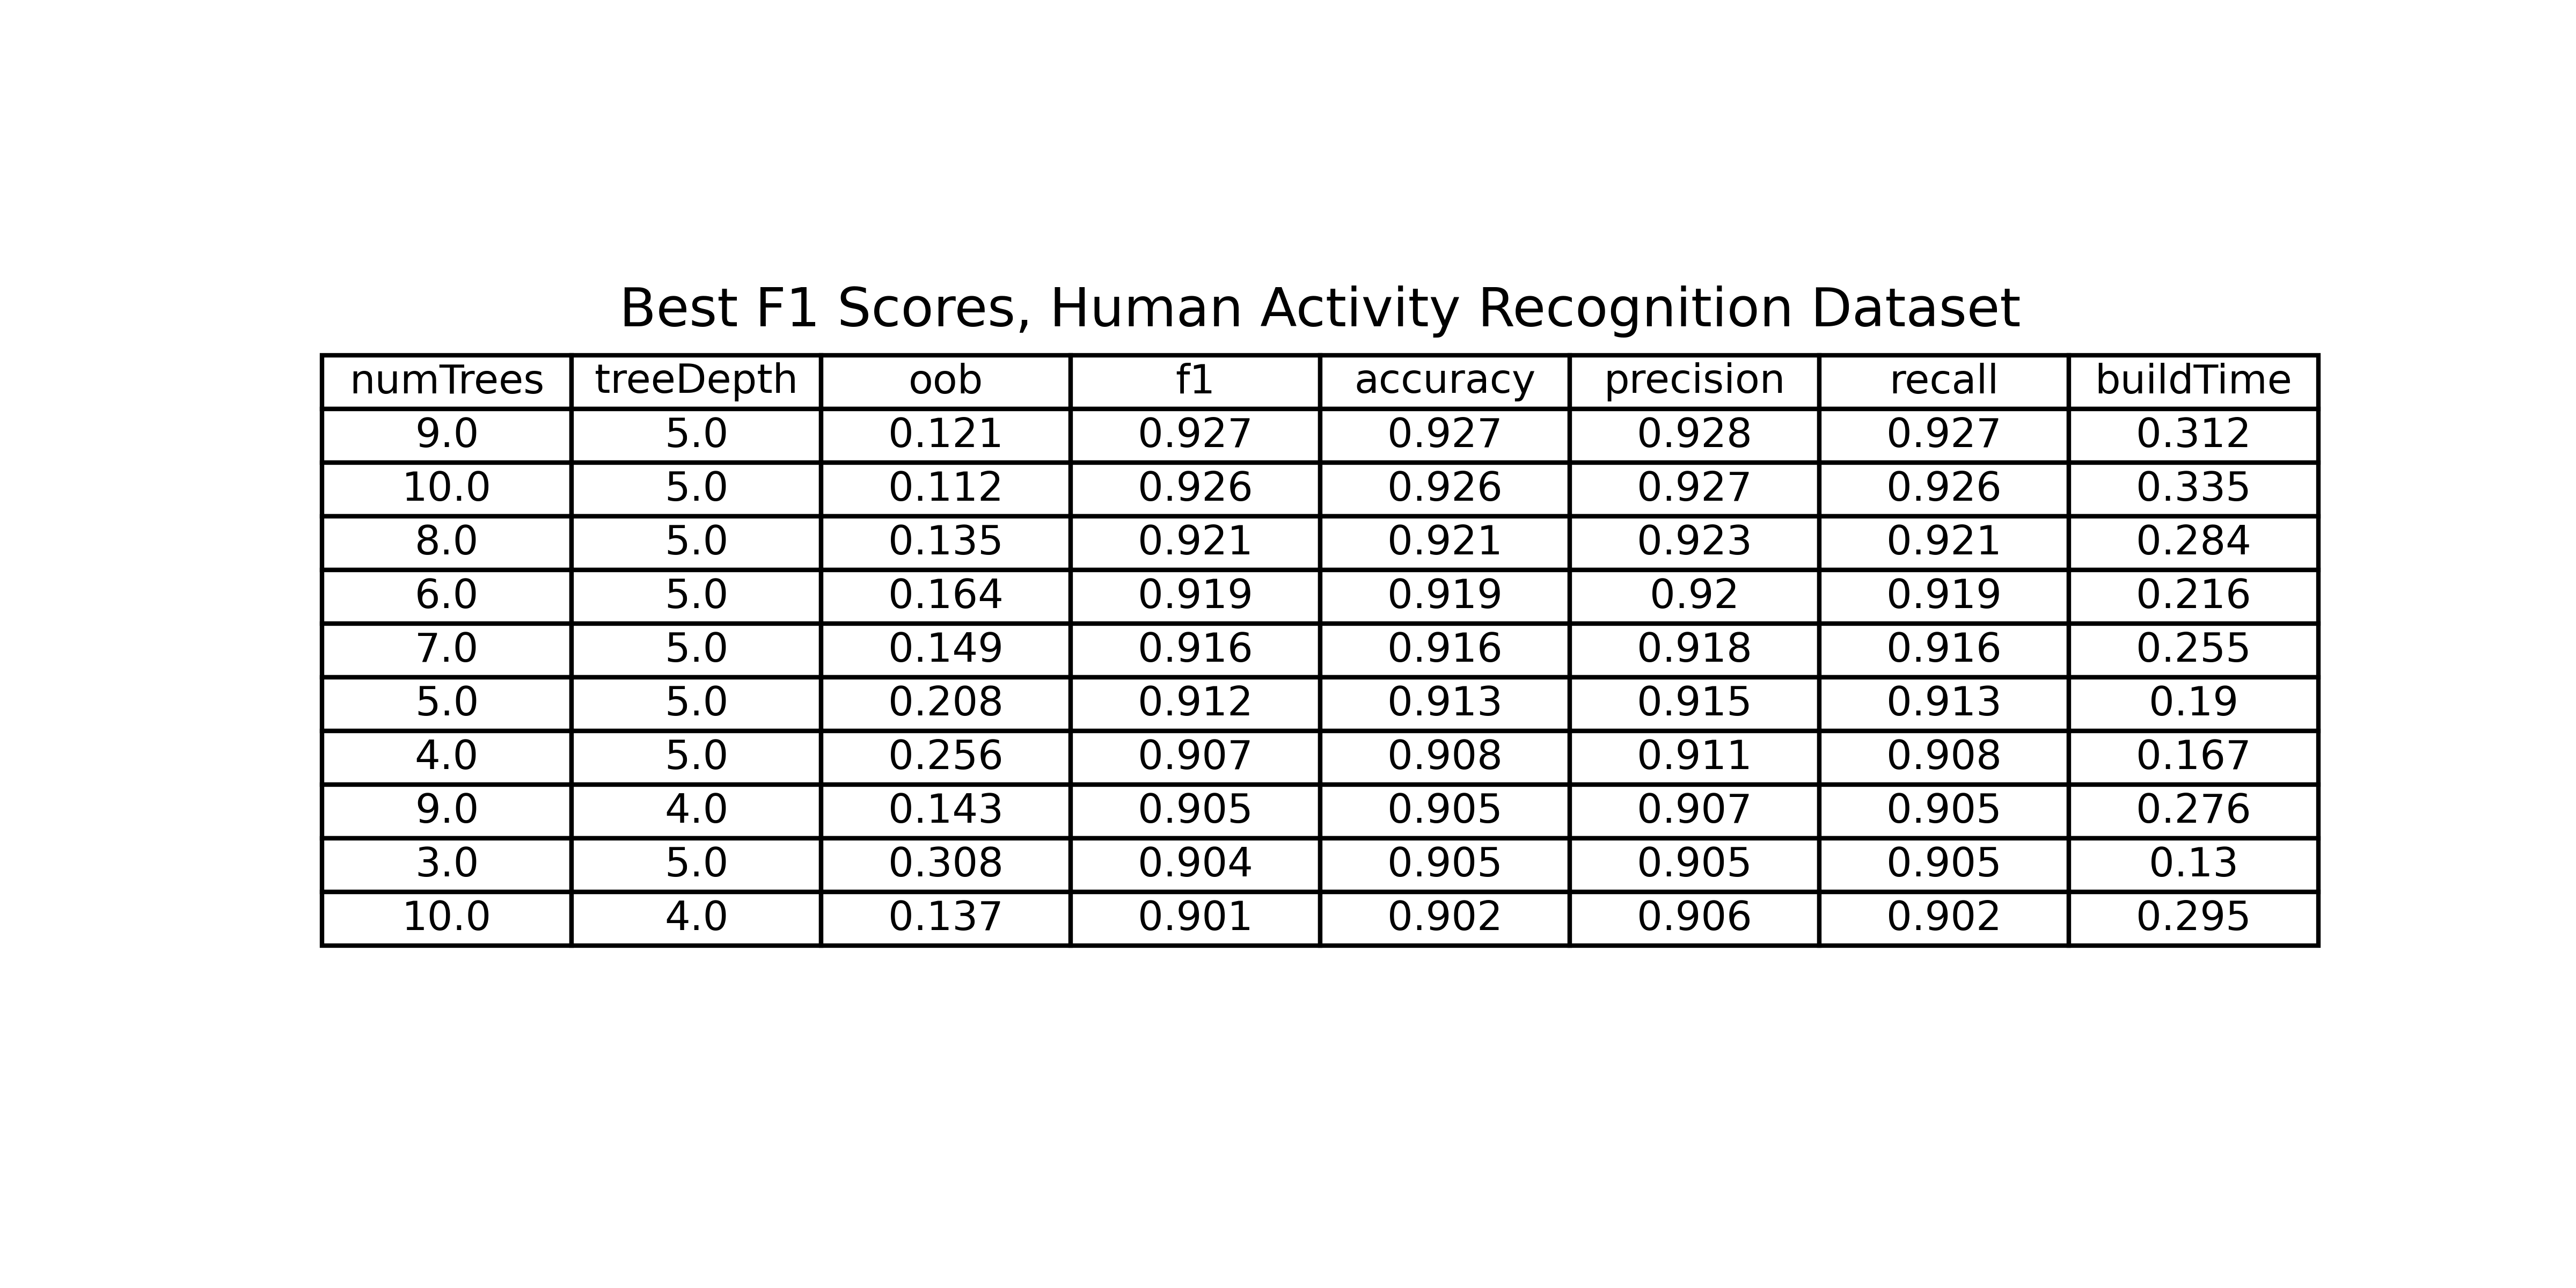 Best F1 Scores, Human Activity Recognition Dataset
numTrees treeDepth oob f1 accuracy precision recall buildTime
9.0 5.0 0.121 0.927 0.927 0.928 0.927 0.312
10.0 5.0 0.112 0.926 0.926 0.927 0.926 0.335
8.0 5.0 0.135 0.921 0.921 0.923 0.921 0.284
6.0 5.0 0.164 0.919 0.919 0.92 0.919 0.216
7.0 5.0 0.149 0.916 0.916 0.918 0.916 0.255
5.0 5.0 0.208 0.912 0.913 0.915 0.913 0.19
4.0 5.0 0.256 0.907 0.908 0.911 0.908 0.167
9.0 4.0 0.143 0.905 0.905 0.907 0.905 0.276
3.0 5.0 0.308 0.904 0.905 0.905 0.905 0.13
10.0 4.0 0.137 0.901 0.902 0.906 0.902 0.295